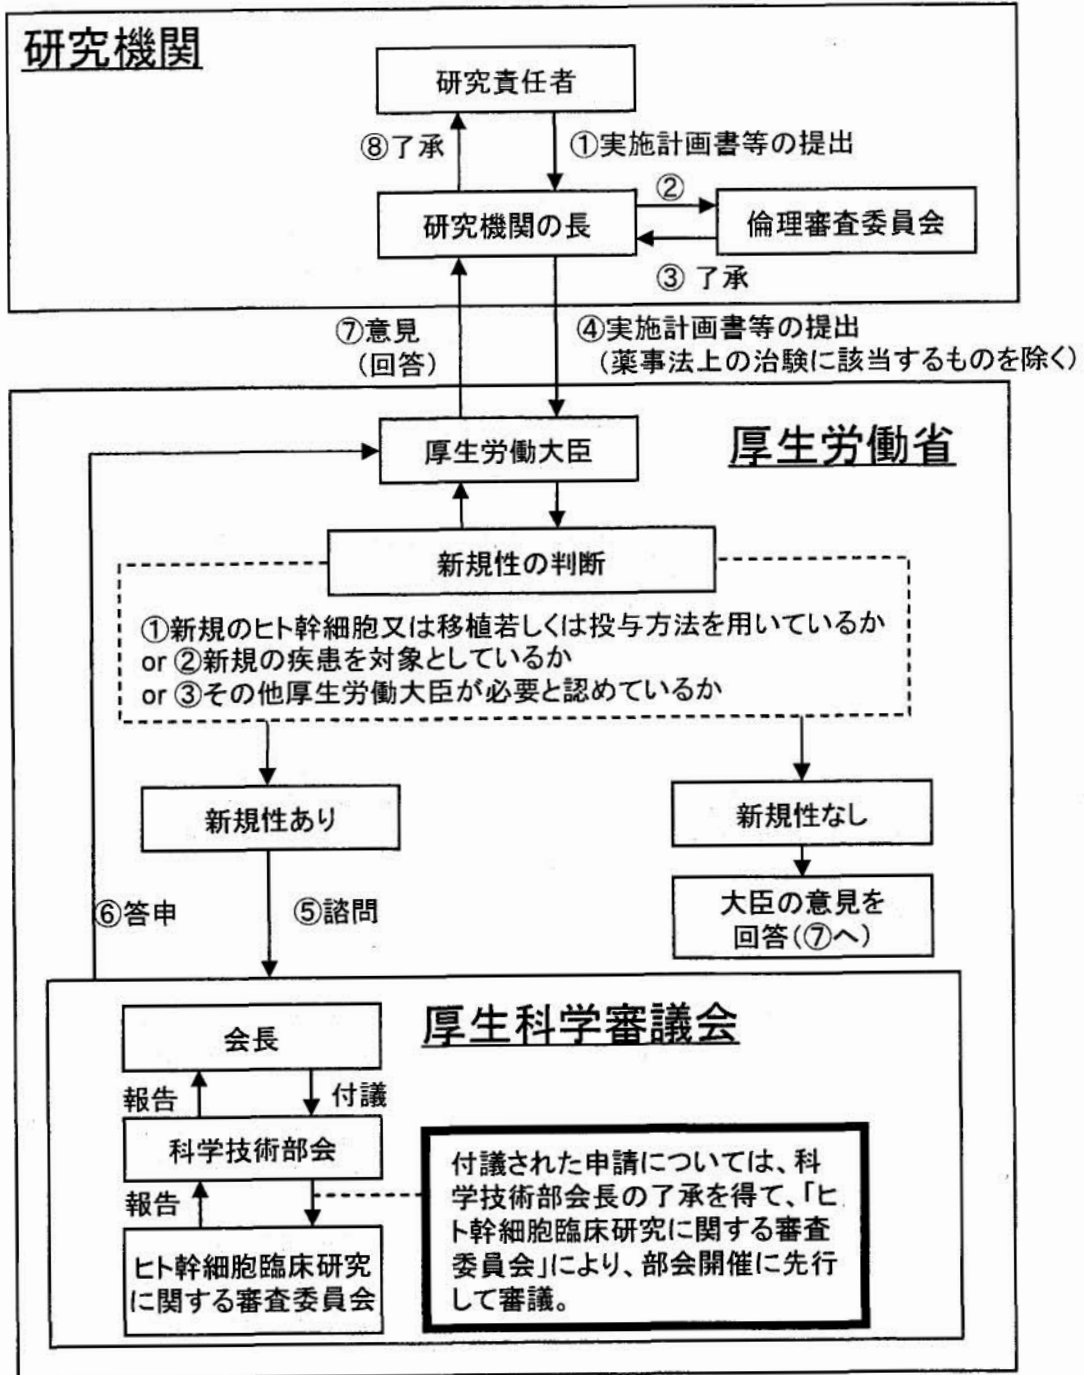 研究機関
研究責任者
⑧了承
①実施計画書等の提出
研究機関の長
②
倫理審査委員会
③ 了承
⑦意見
(回答)
④実施計画書等の提出
(薬事法上の治験に該当するものを除く)
厚生労働省
厚生労働大臣
新規性の判断
①新規のヒト幹細胞又は移植若しくは投与方法を用いているか
or ②新規の疾患を対象としているか
or ③その他厚生労働大臣が必要と認めているか
新規性あり
新規性なし
大臣の意見を
回答(⑦へ)
⑥答申
⑤諮問
厚生科学審議会
会長
報告
付議
科学技術部会
報告
ヒト幹細胞臨床研究
に関する審査委員会
付議された申請については、科
学技術部会長の了承を得て、「ヒ
ト幹細胞臨床研究に関する審査
委員会」により、部会開催に先行
して審議。